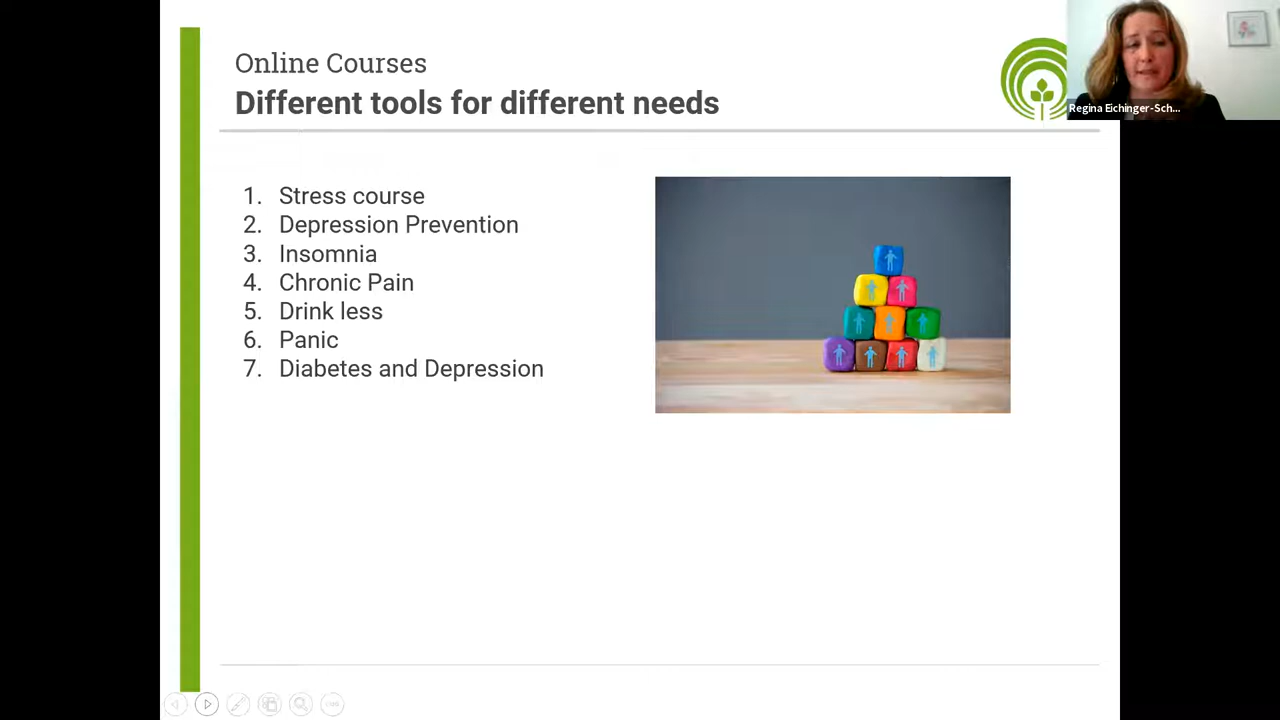 Online Courses
Different tools for different needs
Regina Eichinger-Sch...
1. Stress course
2. Depression Prevention
3. Insomnia
4. Chronic Pain
5. Drink less
6. Panic
7. Diabetes and Depression